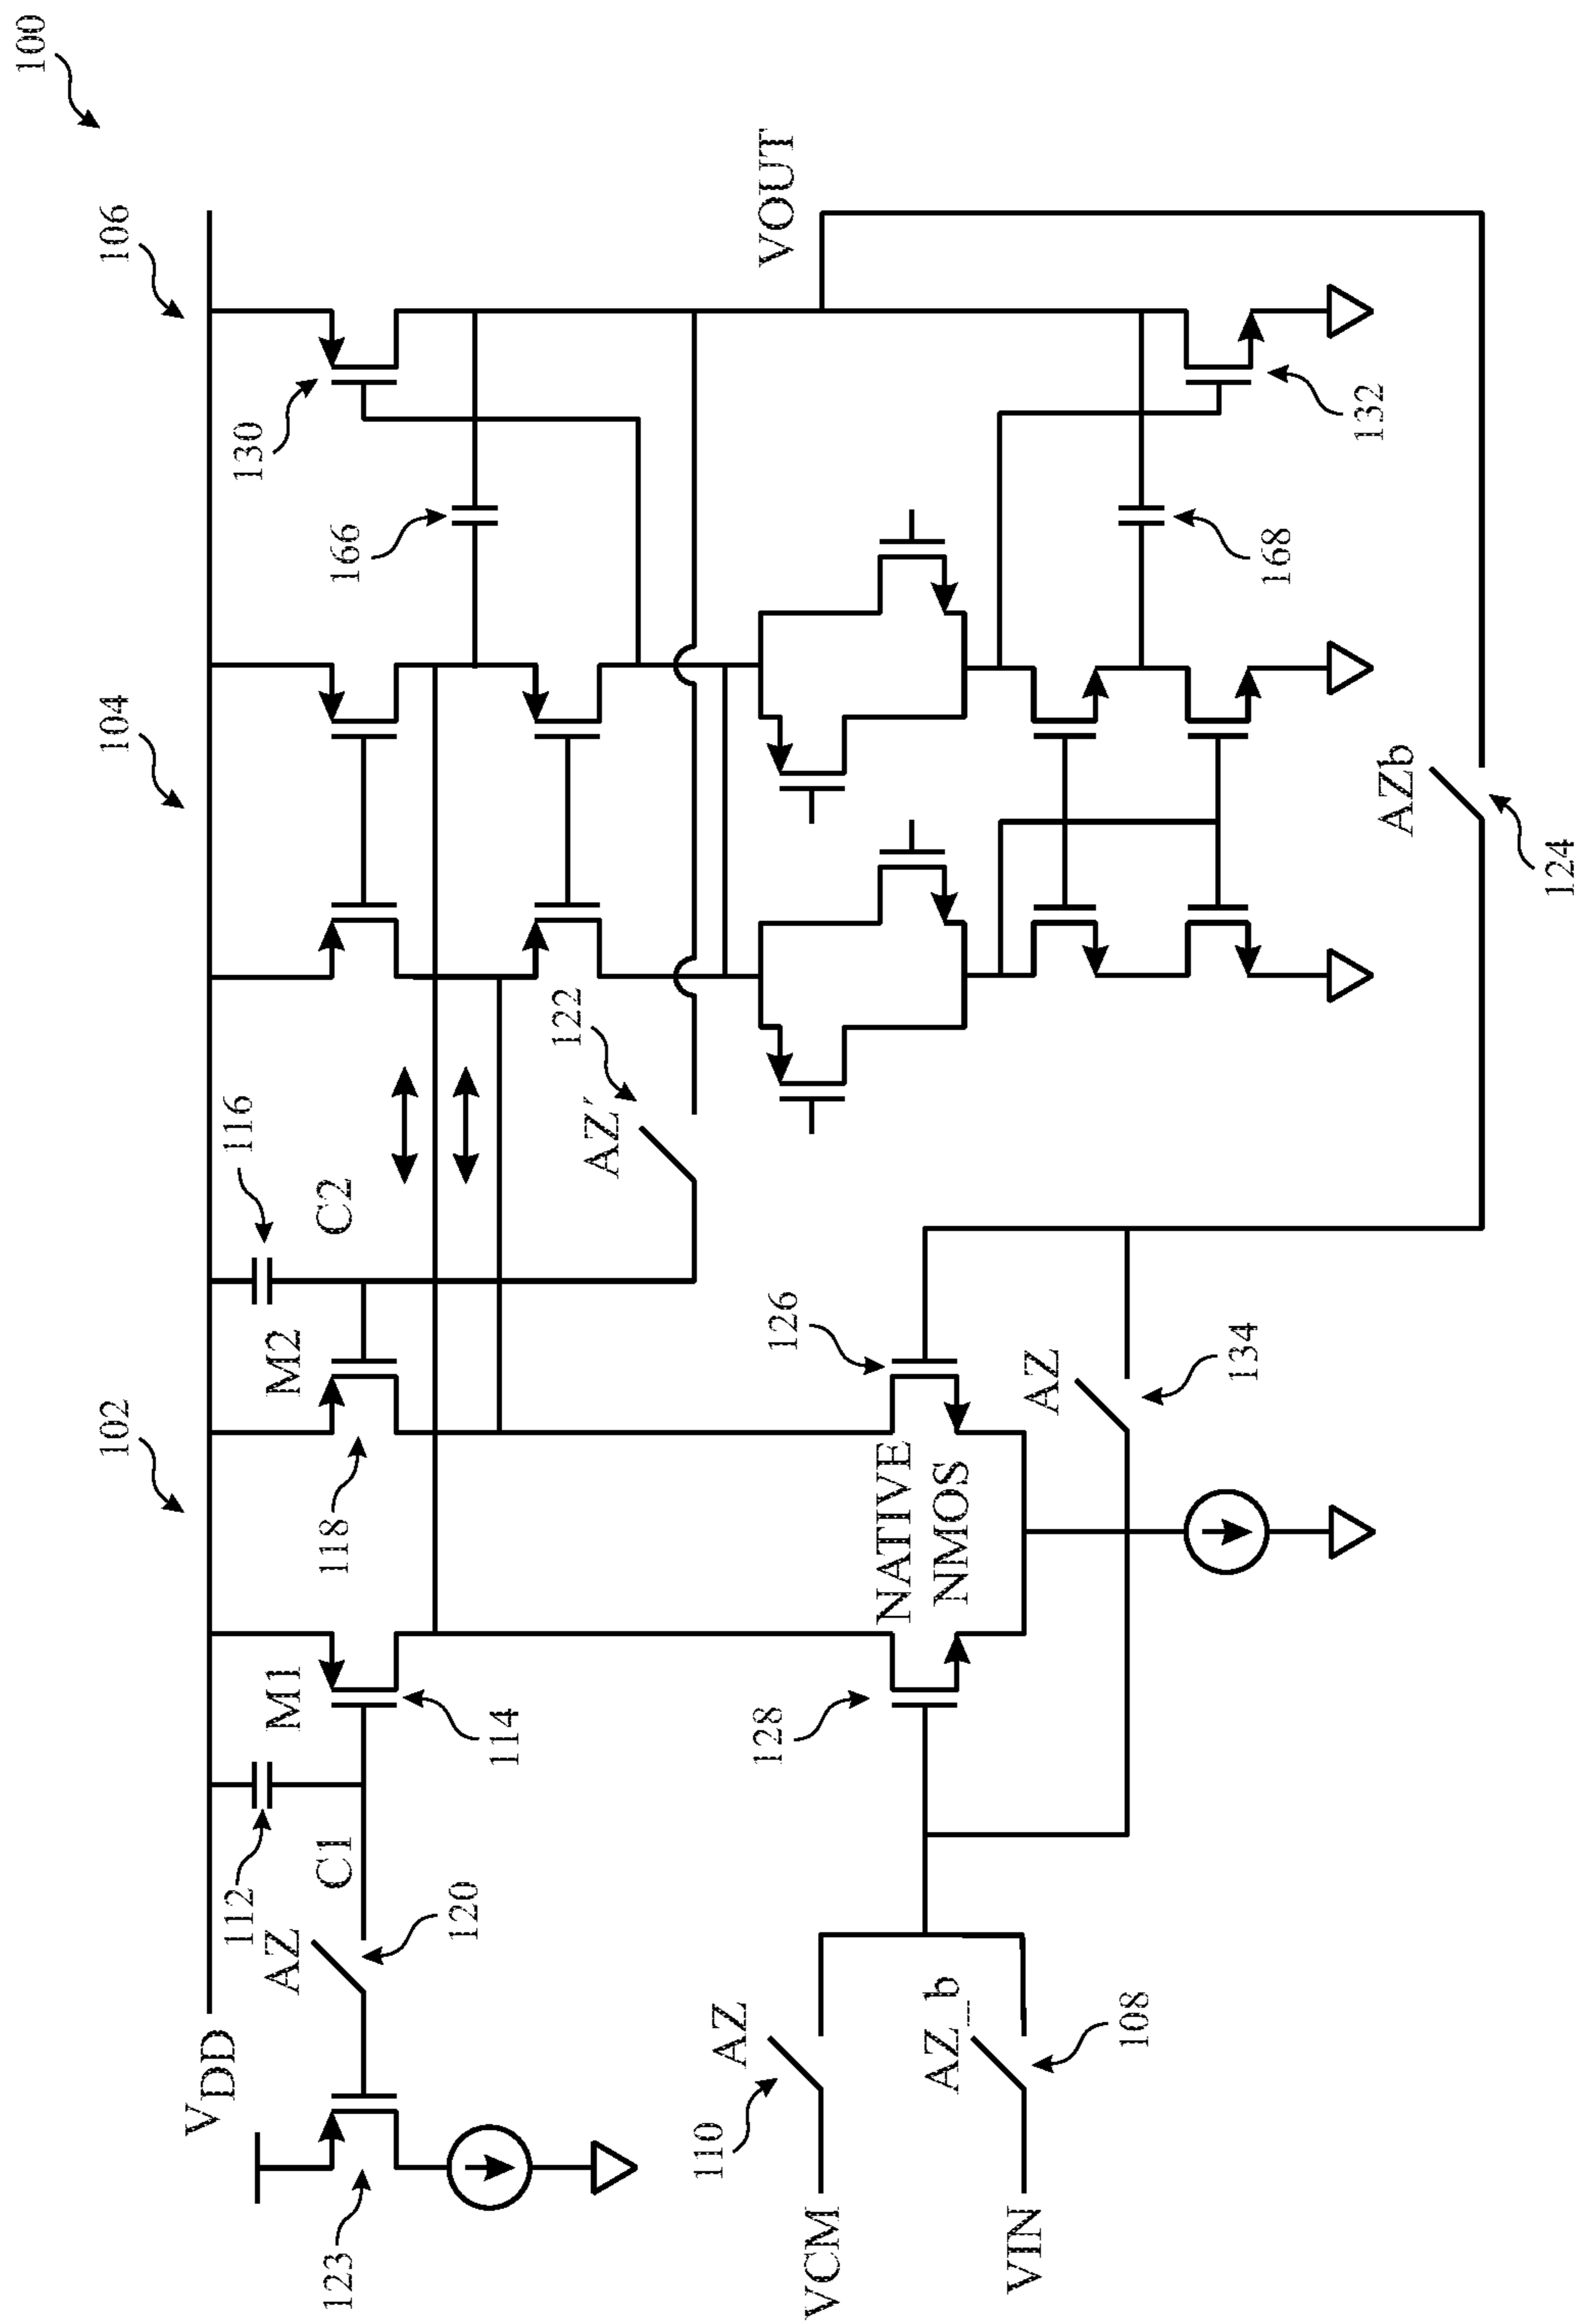 100
102
104
106
VDD
112
C1
M1
M2
116
C2
AZ
120
123
114
118
122
AZ′
130
166
VOUT
VCM
110
AZ
VIN
AZ_b
108
128
126
NATIVE
NMOS
AZ
134
168
132
AZb
124